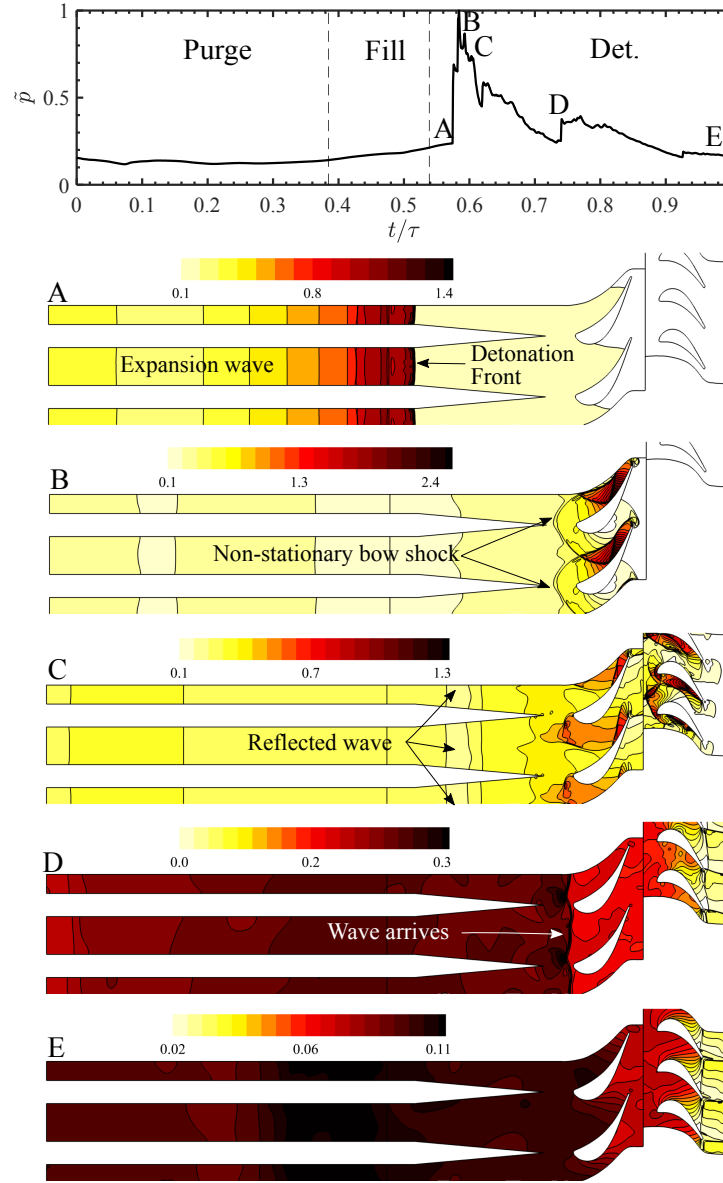 1
0.5
0
p̃
Purge
Fill
Det.
A
B
C
D
E
0 0.1 0.2 0.3 0.4 0.5 0.6 0.7 0.8 0.9
t/τ
A
0.1 0.8 1.4
Expansion wave
Detonation
Front
B
0.1 1.3 2.4
Non-stationary bow shock
C
0.1 0.7 1.3
Reflected wave
D
0.0 0.2 0.3
Wave arrives
E
0.02 0.06 0.11